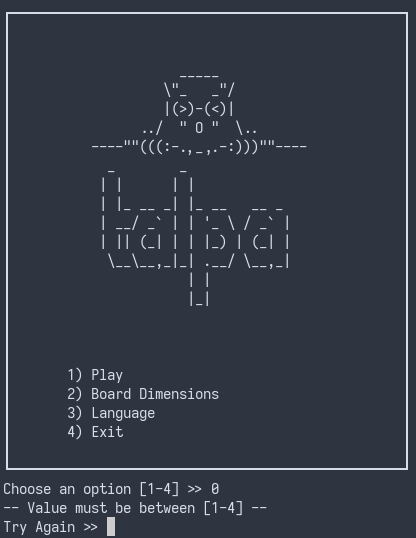 talpa
1) Play
2) Board Dimensions
3) Language
4) Exit
Choose an option [1-4] >> 0
-- Value must be between [1-4] --
Try Again >>